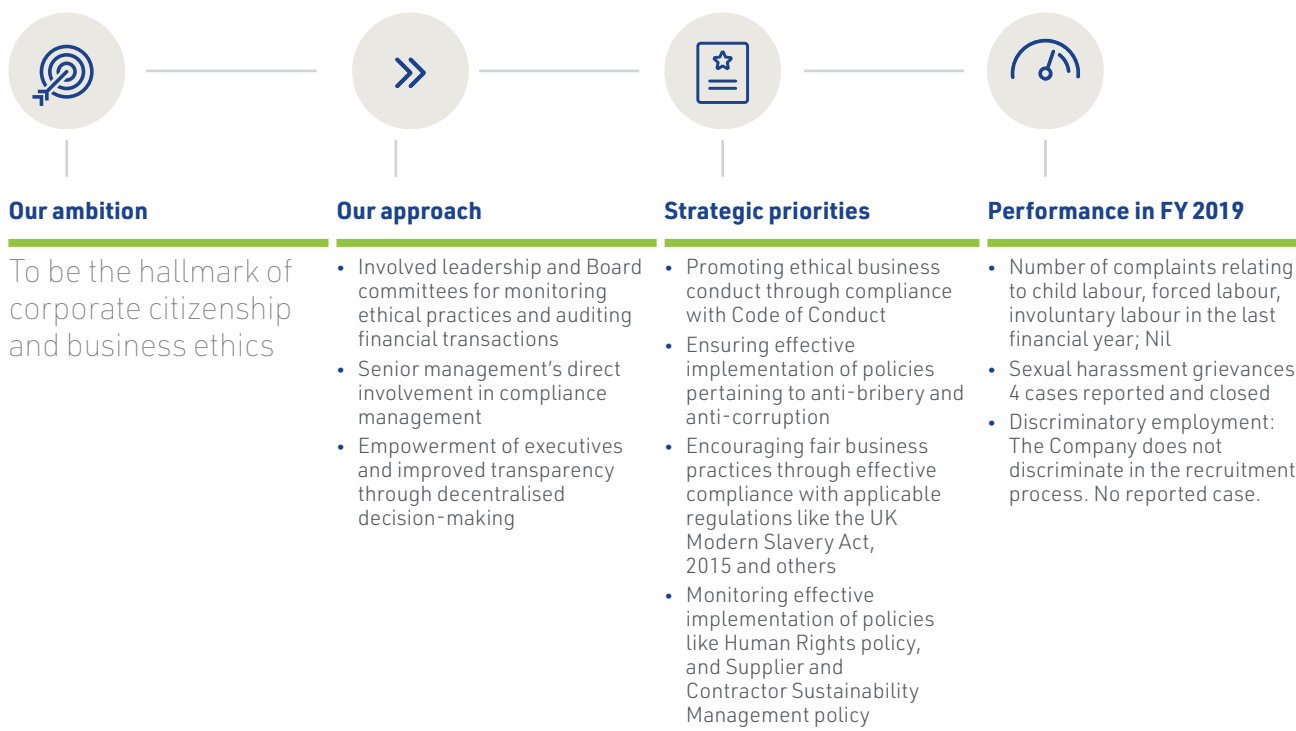 Our ambition
To be the hallmark of
corporate citizenship
and business ethics
Our approach
• Involved leadership and Board
committees for monitoring
ethical practices and auditing
financial transactions
• Senior management's direct
involvement in compliance
management
• Empowerment of executives
and improved transparency
through decentralised
decision-making
Strategic priorities
• Promoting ethical business
conduct through compliance
with Code of Conduct
• Ensuring effective
implementation of policies
pertaining to anti-bribery and
anti-corruption
• Encouraging fair business
practices through effective
compliance with applicable
regulations like the UK
Modern Slavery Act,
2015 and others
• Monitoring effective
implementation of policies
like Human Rights policy,
and Supplier and
Contractor Sustainability
Management policy
Performance in FY 2019
• Number of complaints relating
to child labour, forced labour,
involuntary labour in the last
financial year; Nil
• Sexual harassment grievances
4 cases reported and closed
• Discriminatory employment:
The Company does not
discriminate in the recruitment
process. No reported case.